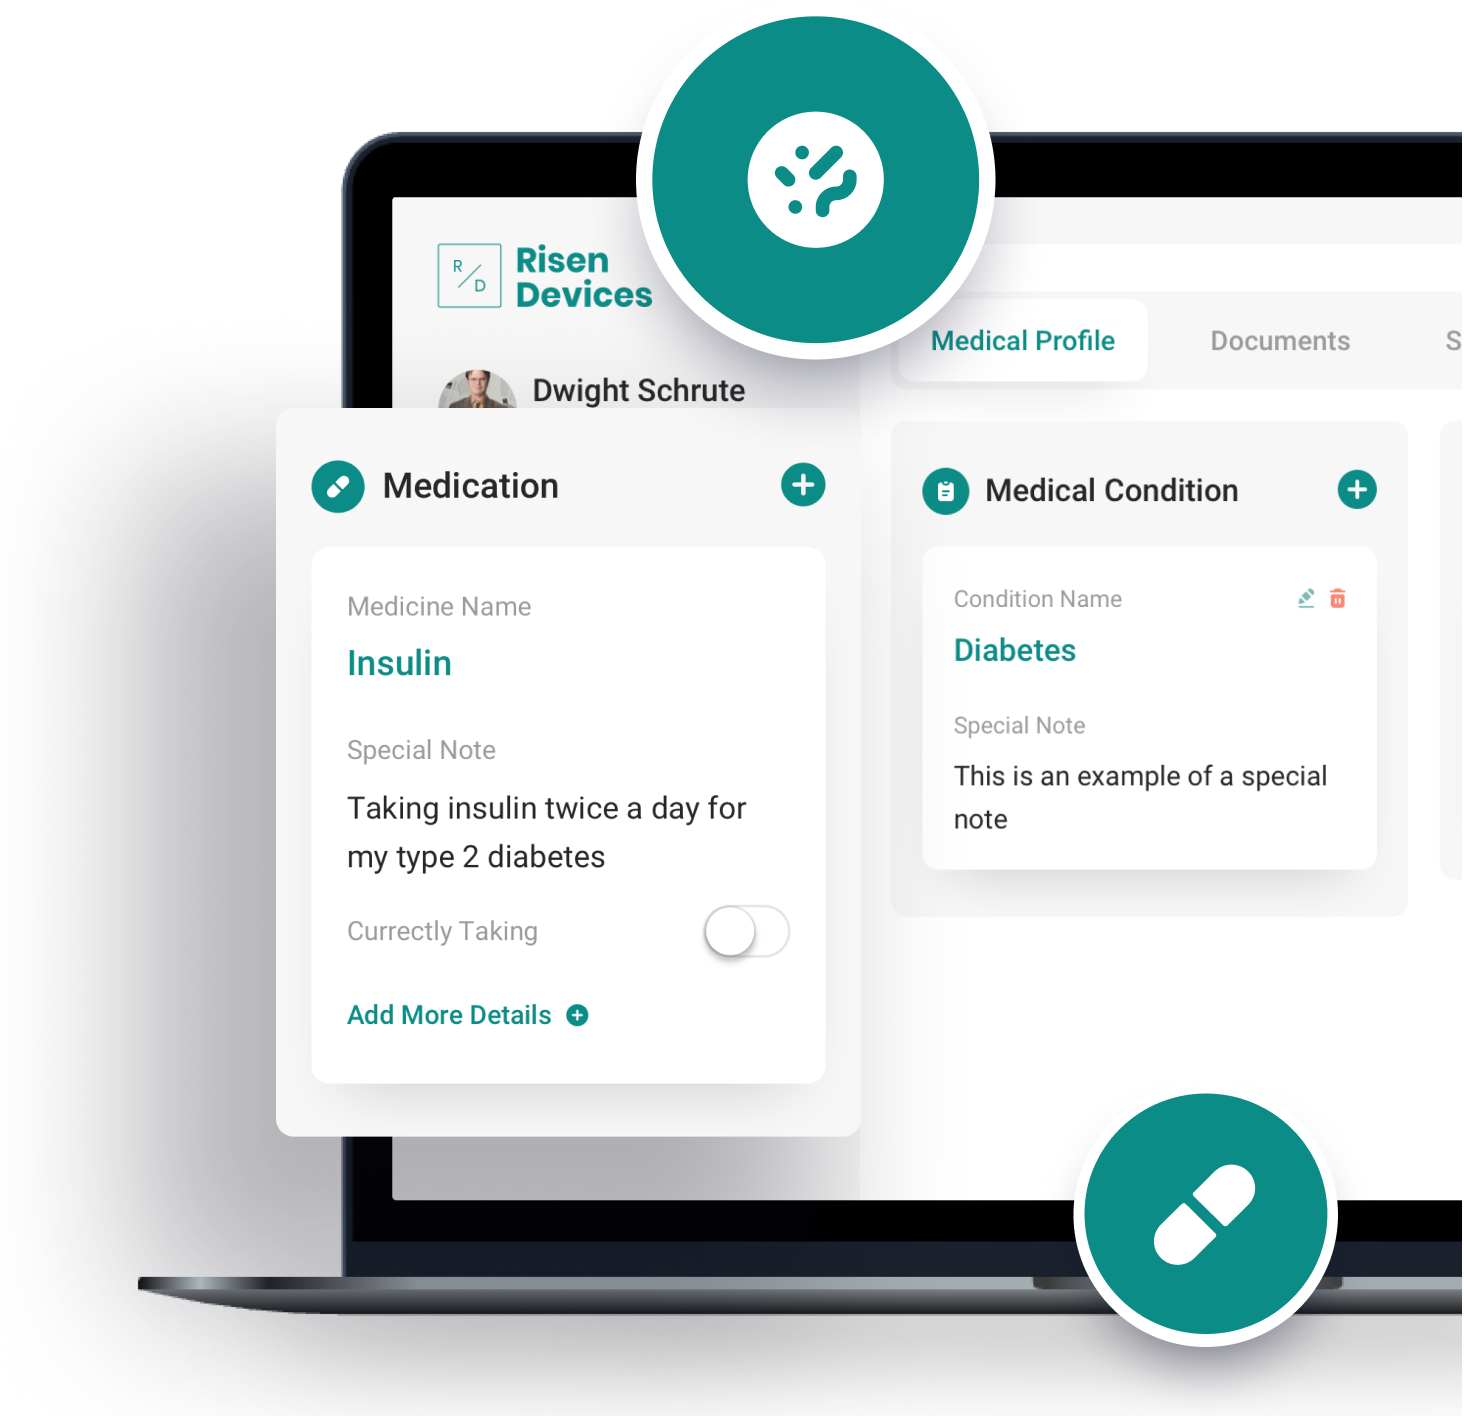 R
D
Risen
Devices
Dwight Schrute
Medical Profile
Documents
S
Medication
Medicine Name
Insulin
Special Note
Taking insulin twice a day for
my type 2 diabetes
Currectly Taking
Add More Details
Medical Condition
Condition Name
Diabetes
Special Note
This is an example of a special
note